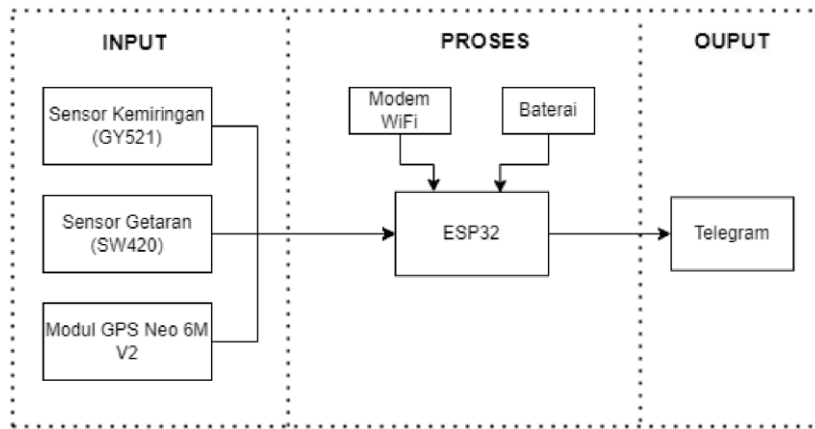 INPUT
Sensor Kemiringan
(GY521)
Sensor Getaran
(SW420)
Modul GPS Neo 6M
V2
PROSES
Modem
WiFi
Baterai
ESP32
OUPUT
Telegram